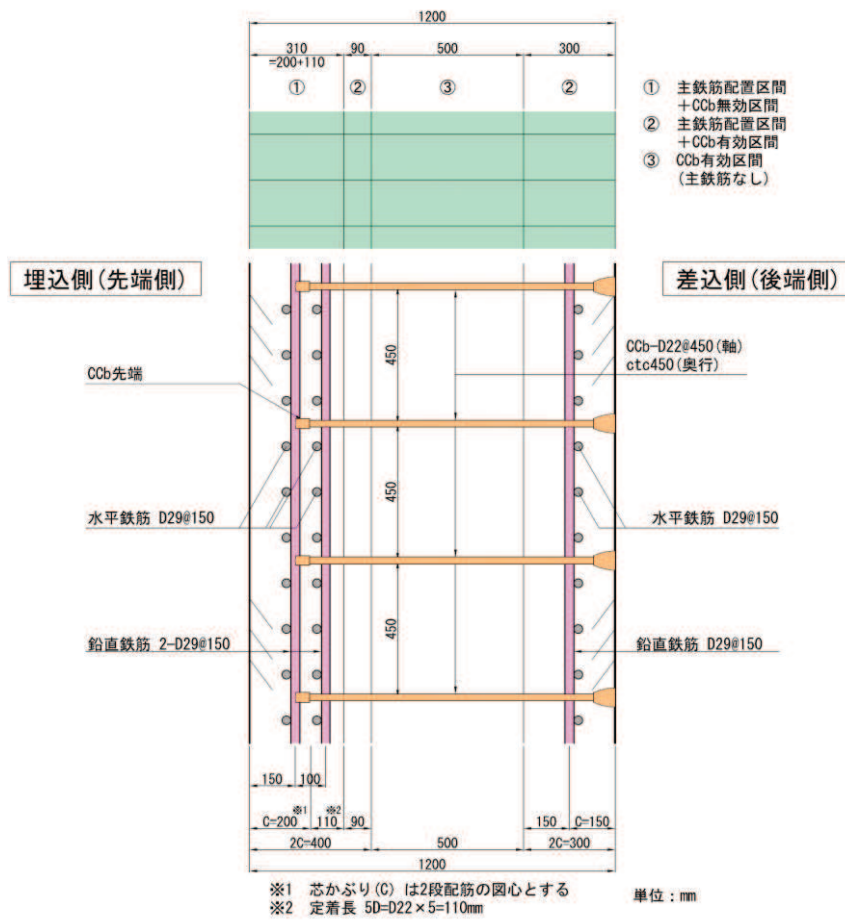 1200
310
=200+110
90
500
300
①
②
③
②
① 主鉄筋配置区間
+CCb無効区間
② 主鉄筋配置区間
+CCb有効区間
③ CCb有効区間
(主鉄筋なし)
埋込側(先端側)
差込側(後端側)
CCb-D22@450(軸)
ctc450(奥行)
CCb先端
450
450
450
水平鉄筋 D29@150
水平鉄筋 D29@150
鉛直鉄筋 2-D29@150
鉛直鉄筋 D29@150
150
100
※1
※2
C=200
110
90
150
C=150
2C=400
500
2C=300
1200
※1 芯かぶり(C) は2段配筋の図心とする
※2 定着長 5D=D22×5=110mm
単位:mm